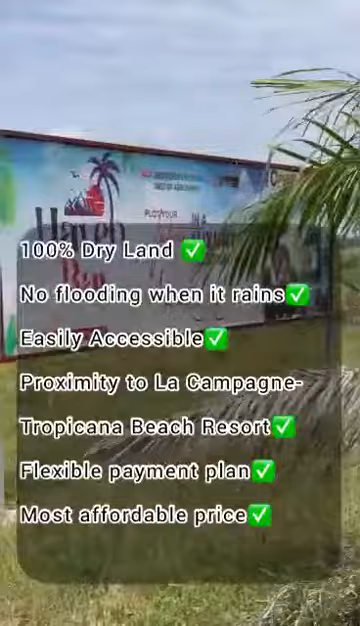 100% Dry Land ✅
No flooding when it rains✅
Easily Accessible✅
Proximity to La Campagne-
Tropicana Beach Resort✅
Flexible payment plan✅
Most affordable price✅